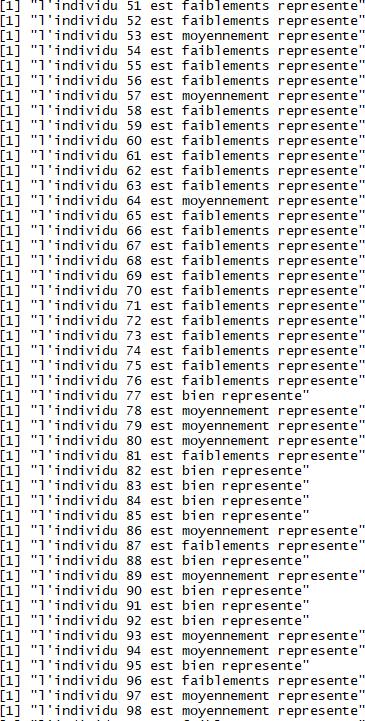 [1] "l'individu 51 est faiblements represente"
[1] "l'individu 52 est faiblements represente"
[1] "l'individu 53 est moyennement represente"
[1] "l'individu 54 est faiblements represente"
[1] "l'individu 55 est faiblements represente"
[1] "l'individu 56 est faiblements represente"
[1] "l'individu 57 est moyennement represente"
[1] "l'individu 58 est faiblements represente"
[1] "l'individu 59 est faiblements represente"
[1] "l'individu 60 est faiblements represente"
[1] "l'individu 61 est faiblements represente"
[1] "l'individu 62 est faiblements represente"
[1] "l'individu 63 est faiblements represente"
[1] "l'individu 64 est moyennement represente"
[1] "l'individu 65 est faiblements represente"
[1] "l'individu 66 est faiblements represente"
[1] "l'individu 67 est faiblements represente"
[1] "l'individu 68 est faiblements represente"
[1] "l'individu 69 est faiblements represente"
[1] "l'individu 70 est faiblements represente"
[1] "l'individu 71 est faiblements represente"
[1] "l'individu 72 est faiblements represente"
[1] "l'individu 73 est faiblements represente"
[1] "l'individu 74 est faiblements represente"
[1] "l'individu 75 est faiblements represente"
[1] "l'individu 76 est faiblements represente"
[1] "l'individu 77 est bien represente"
[1] "l'individu 78 est moyennement represente"
[1] "l'individu 79 est moyennement represente"
[1] "l'individu 80 est moyennement represente"
[1] "l'individu 81 est faiblements represente"
[1] "l'individu 82 est bien represente"
[1] "l'individu 83 est bien represente"
[1] "l'individu 84 est bien represente"
[1] "l'individu 85 est bien represente"
[1] "l'individu 86 est moyennement represente"
[1] "l'individu 87 est faiblements represente"
[1] "l'individu 88 est bien represente"
[1] "l'individu 89 est moyennement represente"
[1] "l'individu 90 est bien represente"
[1] "l'individu 91 est bien represente"
[1] "l'individu 92 est bien represente"
[1] "l'individu 93 est moyennement represente"
[1] "l'individu 94 est moyennement represente"
[1] "l'individu 95 est bien represente"
[1] "l'individu 96 est faiblements represente"
[1] "l'individu 97 est moyennement represente"
[1] "l'individu 98 est moyennement represente"